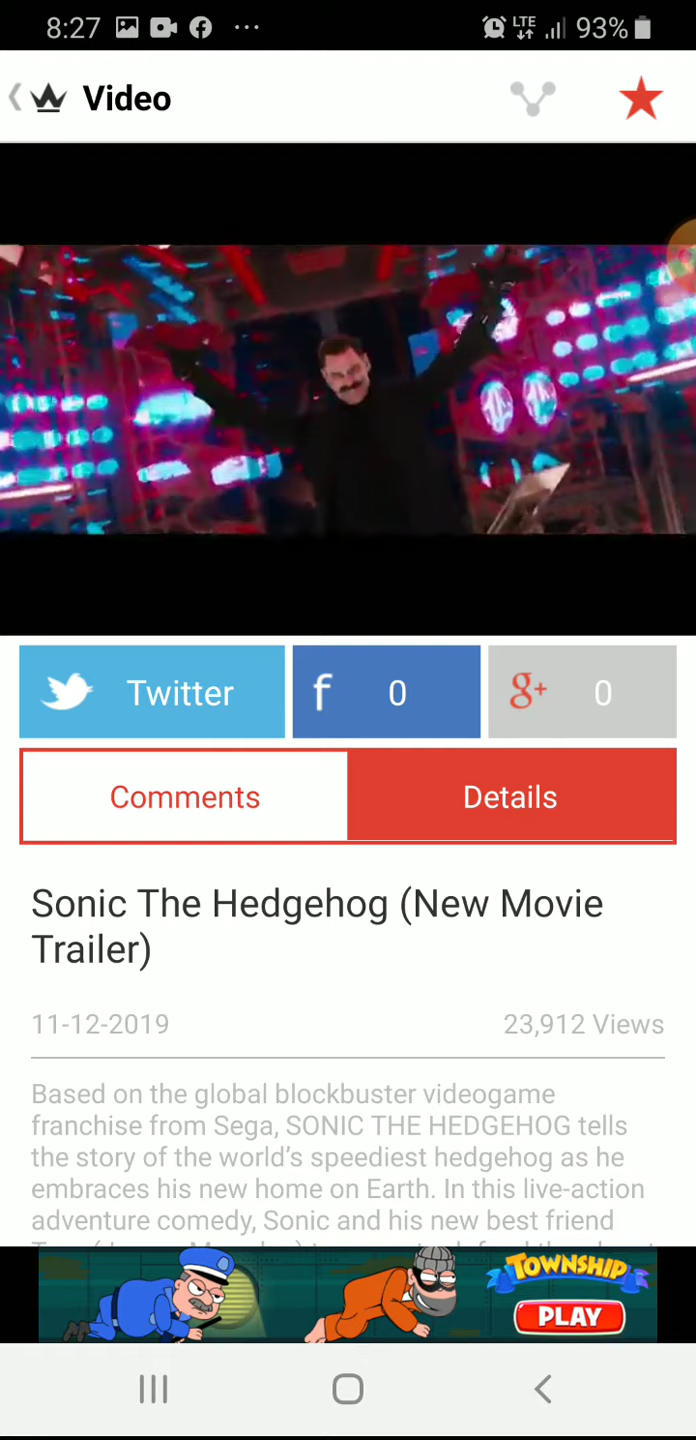 8:27 ... LTE 93%
Video
Twitter f 0 g+ 0
Comments Details
Sonic The Hedgehog (New Movie
Trailer)
11-12-2019 23,912 Views
Based on the global blockbuster videogame
franchise from Sega, SONIC THE HEDGEHOG tells
the story of the world’s speediest hedgehog as he
embraces his new home on Earth. In this live-action
adventure comedy, Sonic and his new best friend
TOWNSHIP
PLAY